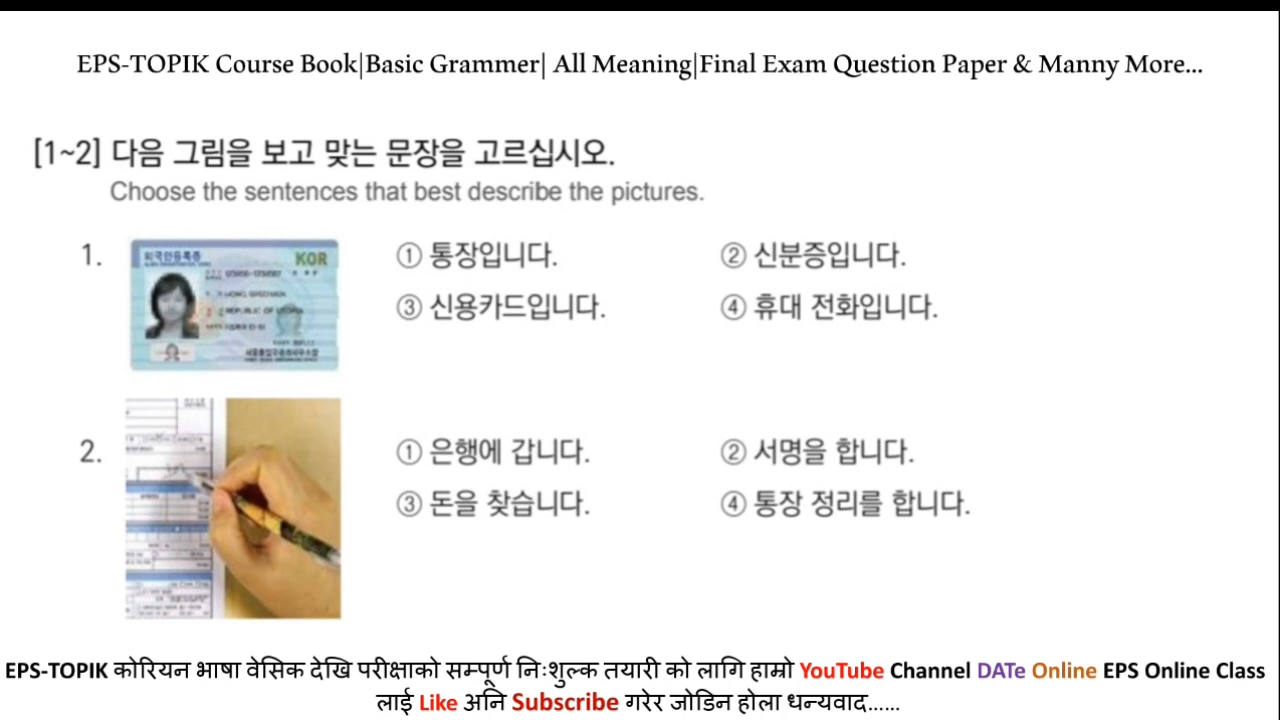 EPS-TOPIK Course Book|Basic Grammer| All Meaning|Final Exam Question Paper & Manny More...
[1~2] 다음 그림을 보고 맞는 문장을 고르십시오.
Choose the sentences that best describe the pictures.
1.
외국인등록증
KOR
① 통장입니다.
② 신분증입니다.
③ 신용카드입니다.
④ 휴대 전화입니다.
2.
① 은행에 갑니다.
② 서명을 합니다.
③ 돈을 찾습니다.
④ 통장 정리를 합니다.
EPS-TOPIK कोरियन भाषा वेसिक देखि परीक्षाको सम्पूर्ण निःशुल्क तयारी को लागि हाम्रो YouTube Channel DATe Online EPS Online Class
लाई Like अनि Subscribe गरेर जोडिन होला धन्यवाद......